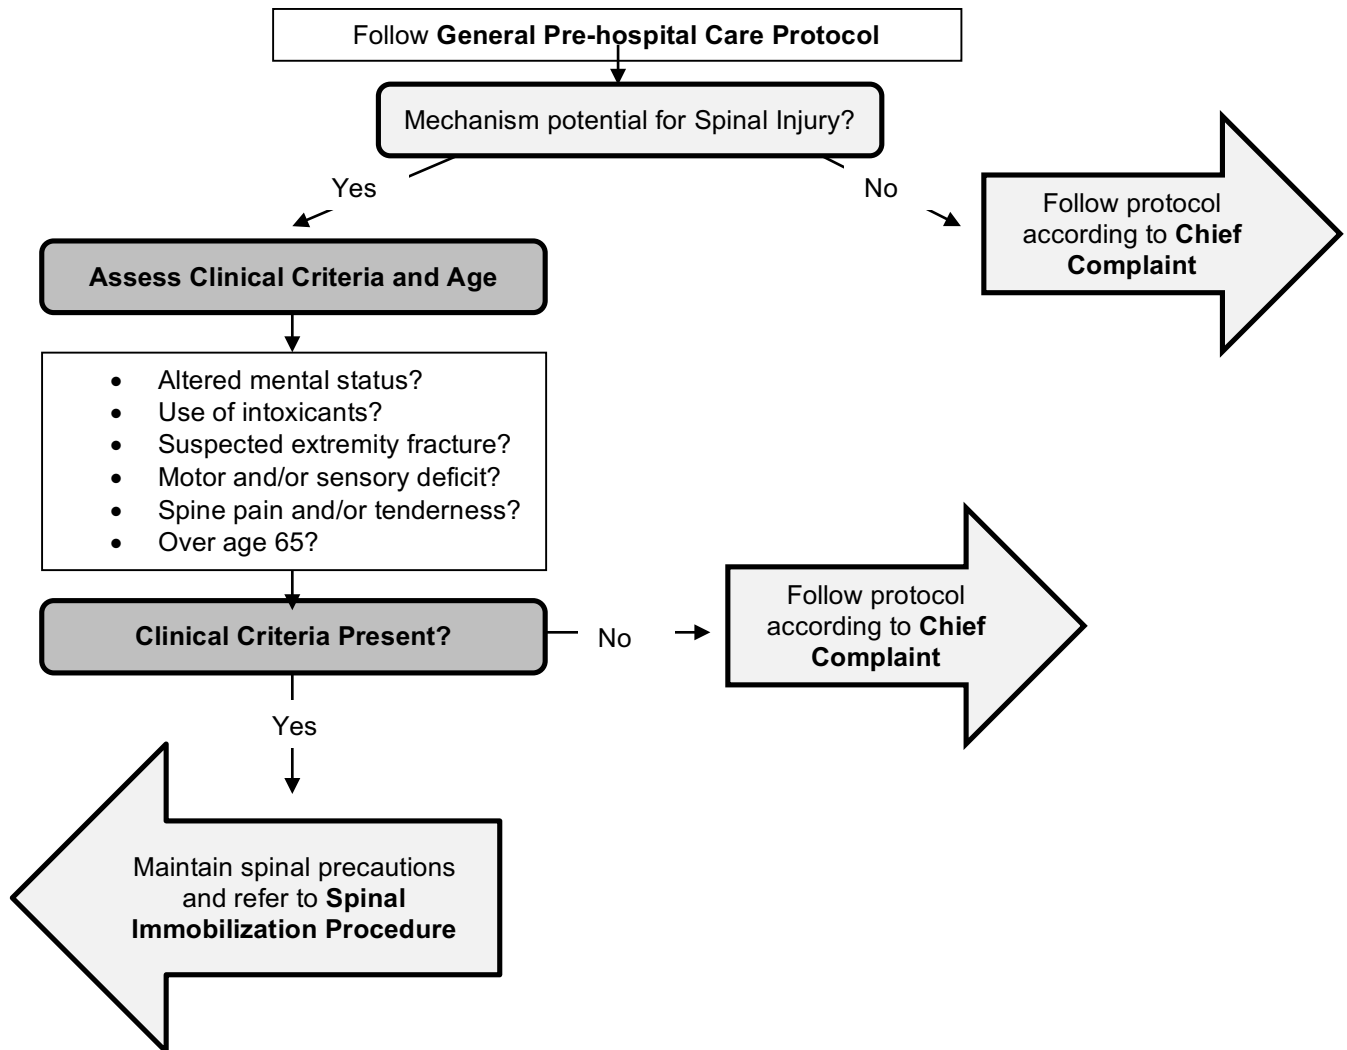 Follow General Pre-hospital Care Protocol
Mechanism potential for Spinal Injury?
Yes
No
Follow protocol
according to Chief
Complaint
Assess Clinical Criteria and Age
• Altered mental status?
• Use of intoxicants?
• Suspected extremity fracture?
• Motor and/or sensory deficit?
• Spine pain and/or tenderness?
• Over age 65?
Clinical Criteria Present?
No
Follow protocol
according to Chief
Complaint
Yes
Maintain spinal precautions
and refer to Spinal
Immobilization Procedure